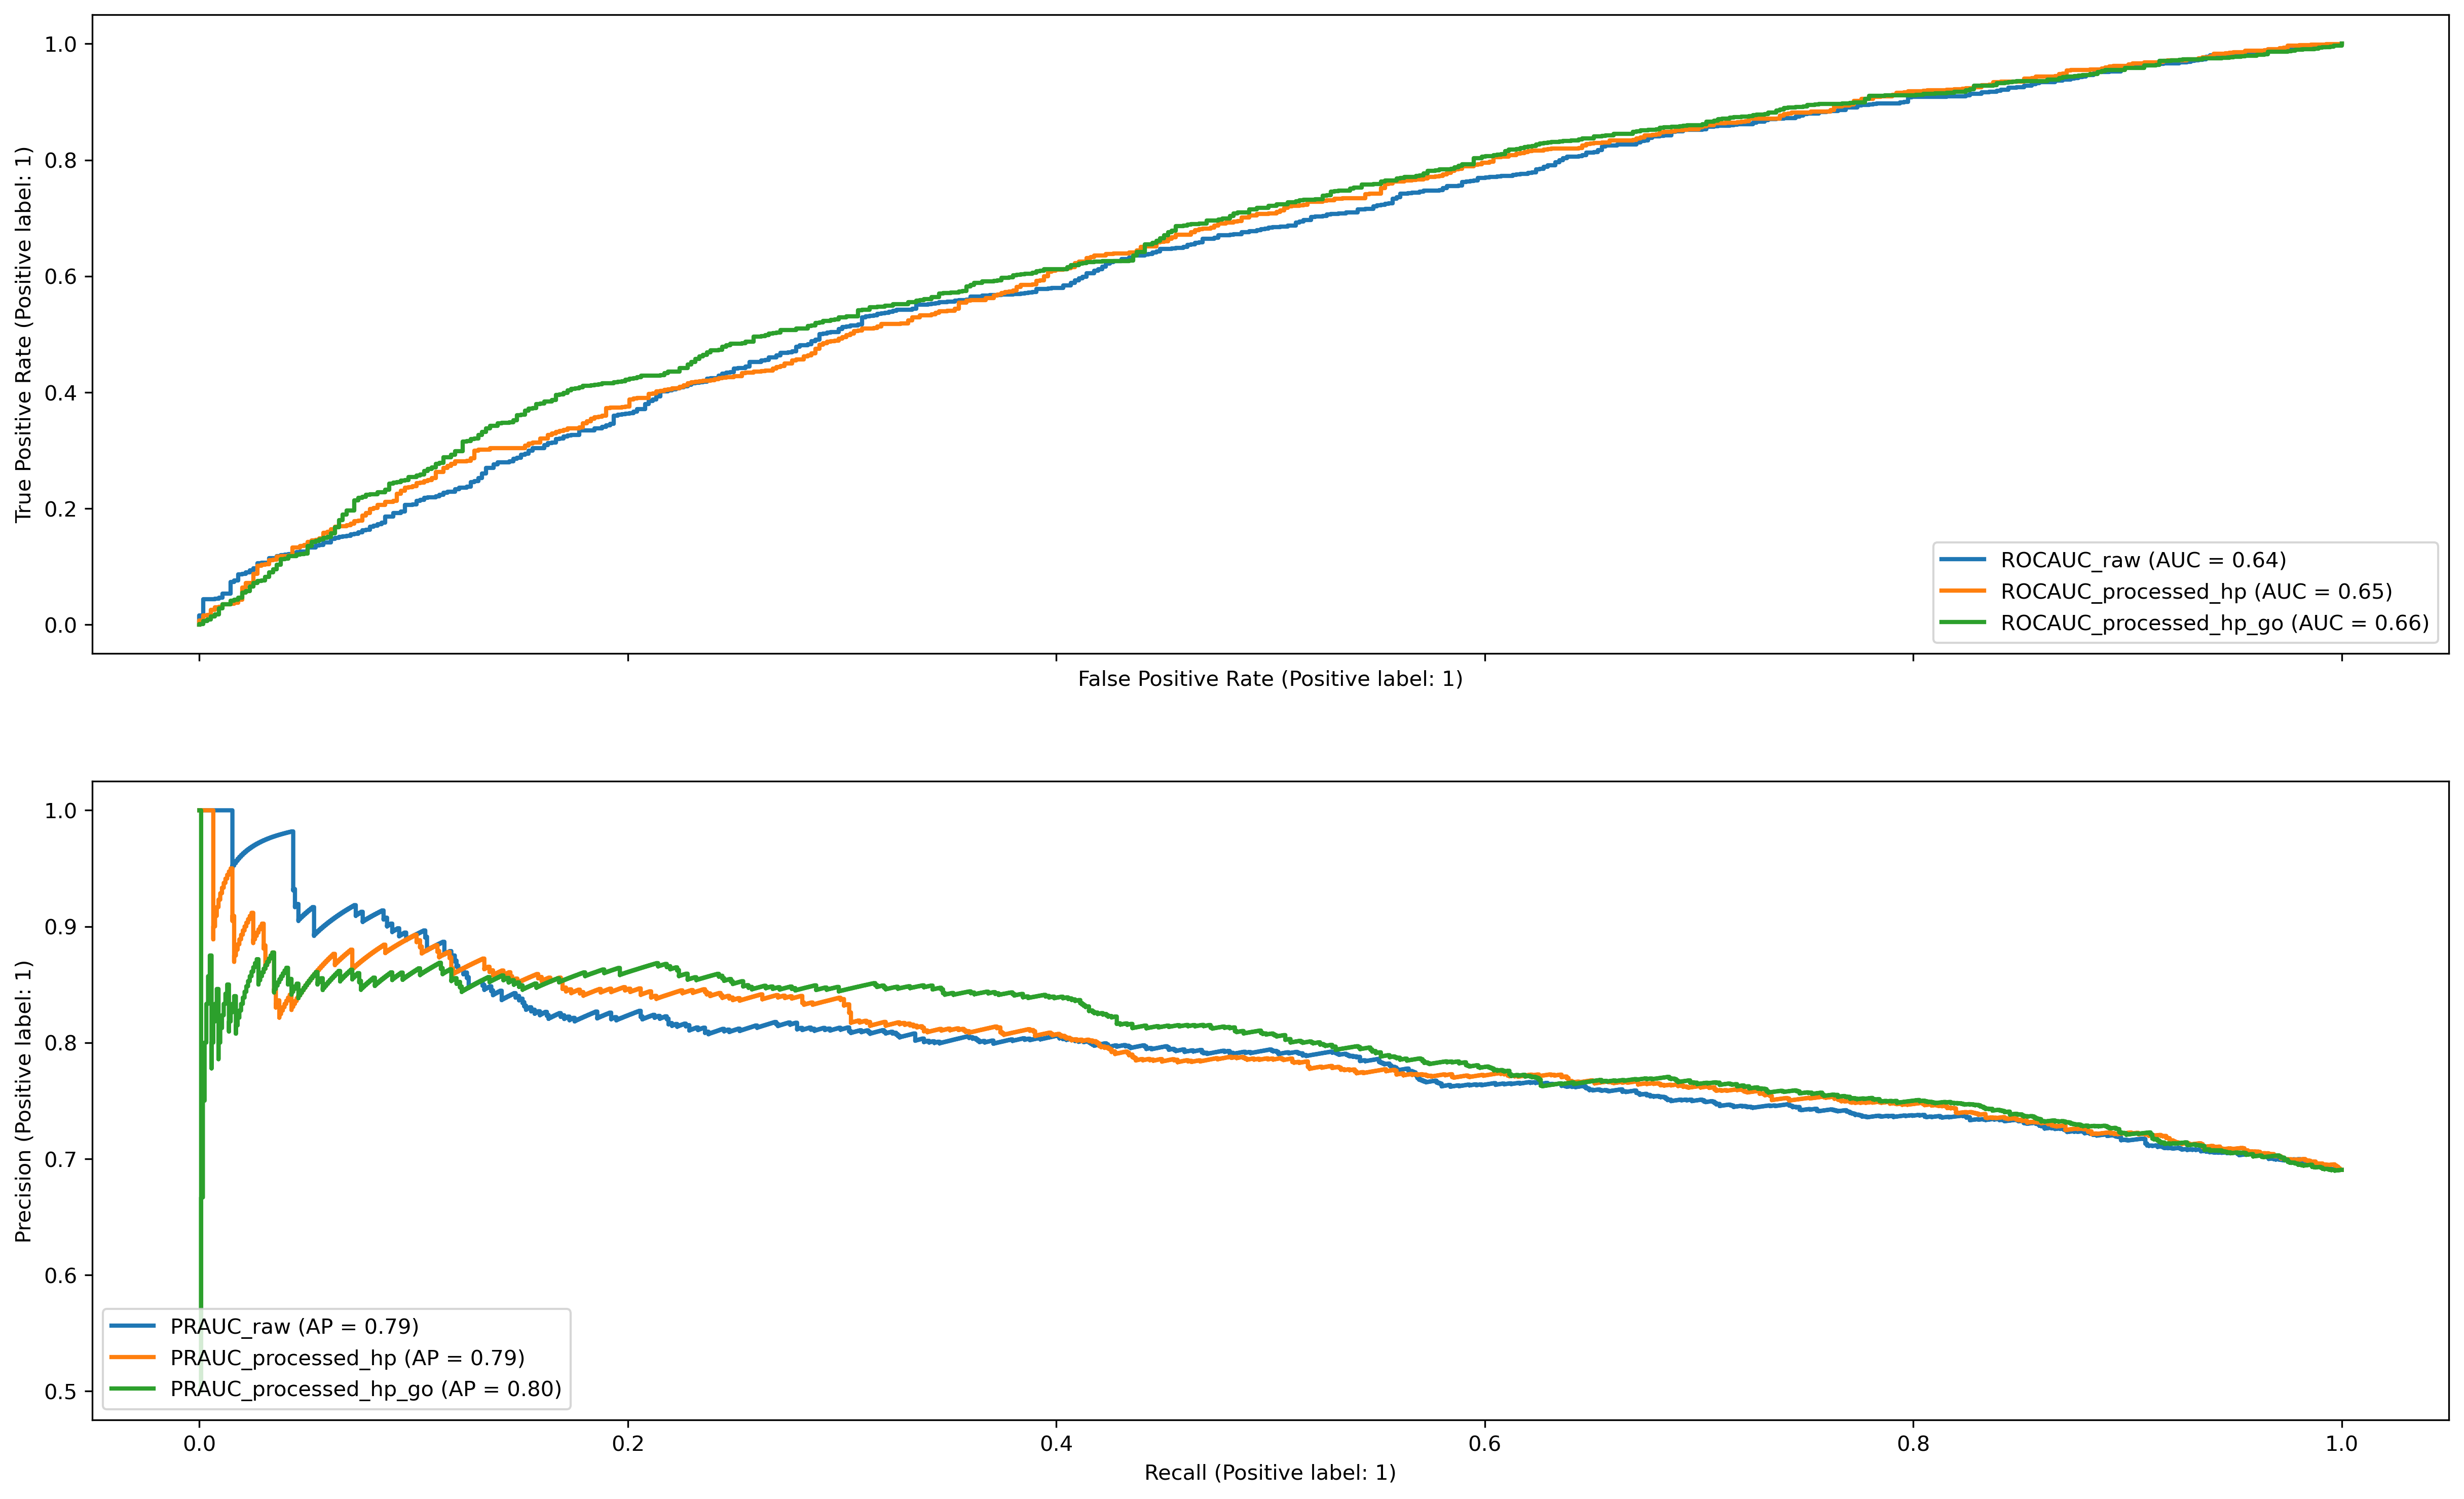 1.0
0.8
0.6
0.4
0.2
0.0
True Positive Rate (Positive label: 1)
ROCAUC_raw (AUC = 0.64)
ROCAUC_processed_hp (AUC = 0.65)
ROCAUC_processed_hp_go (AUC = 0.66)
False Positive Rate (Positive label: 1)
1.0
0.9
0.8
0.7
0.6
0.5
Precision (Positive label: 1)
PRAUC_raw (AP = 0.79)
PRAUC_processed_hp (AP = 0.79)
PRAUC_processed_hp_go (AP = 0.80)
0.0 0.2 0.4 0.6 0.8 1.0
Recall (Positive label: 1)